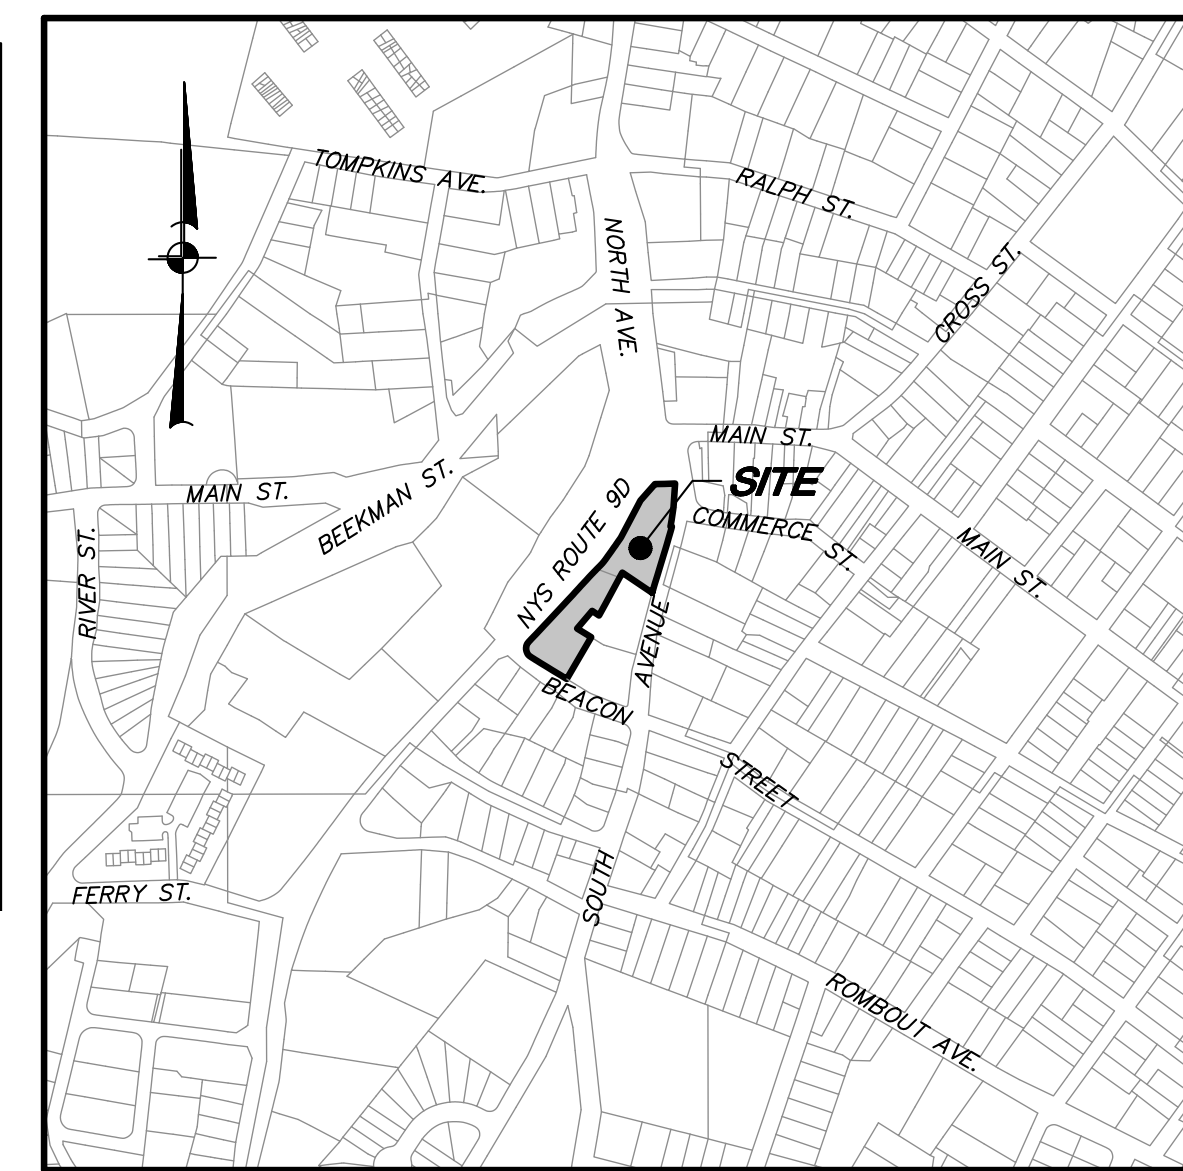 TOMPKINS AVE.
RALPH ST.
NORTH AVE.
CROSS ST.
MAIN ST.
SITE
NYS ROUTE 9D
COMMERCE ST.
MAIN ST.
BEEKMAN ST.
MAIN ST.
RIVER ST.
AVENUE
BEACON
STREET
SOUTH
FERRY ST.
ROMBOUT AVE.